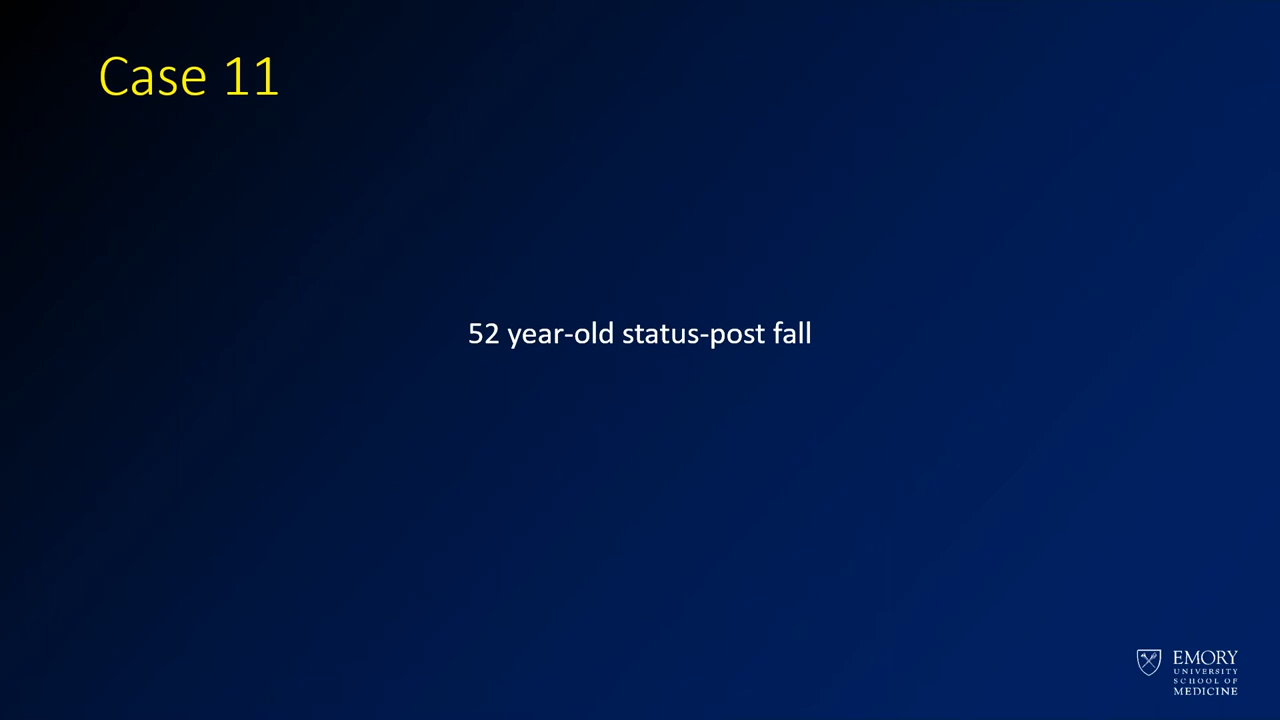 Case 11
52 year-old status-post fall
EMORY
UNIVERSITY
SCHOOL OF
MEDICINE